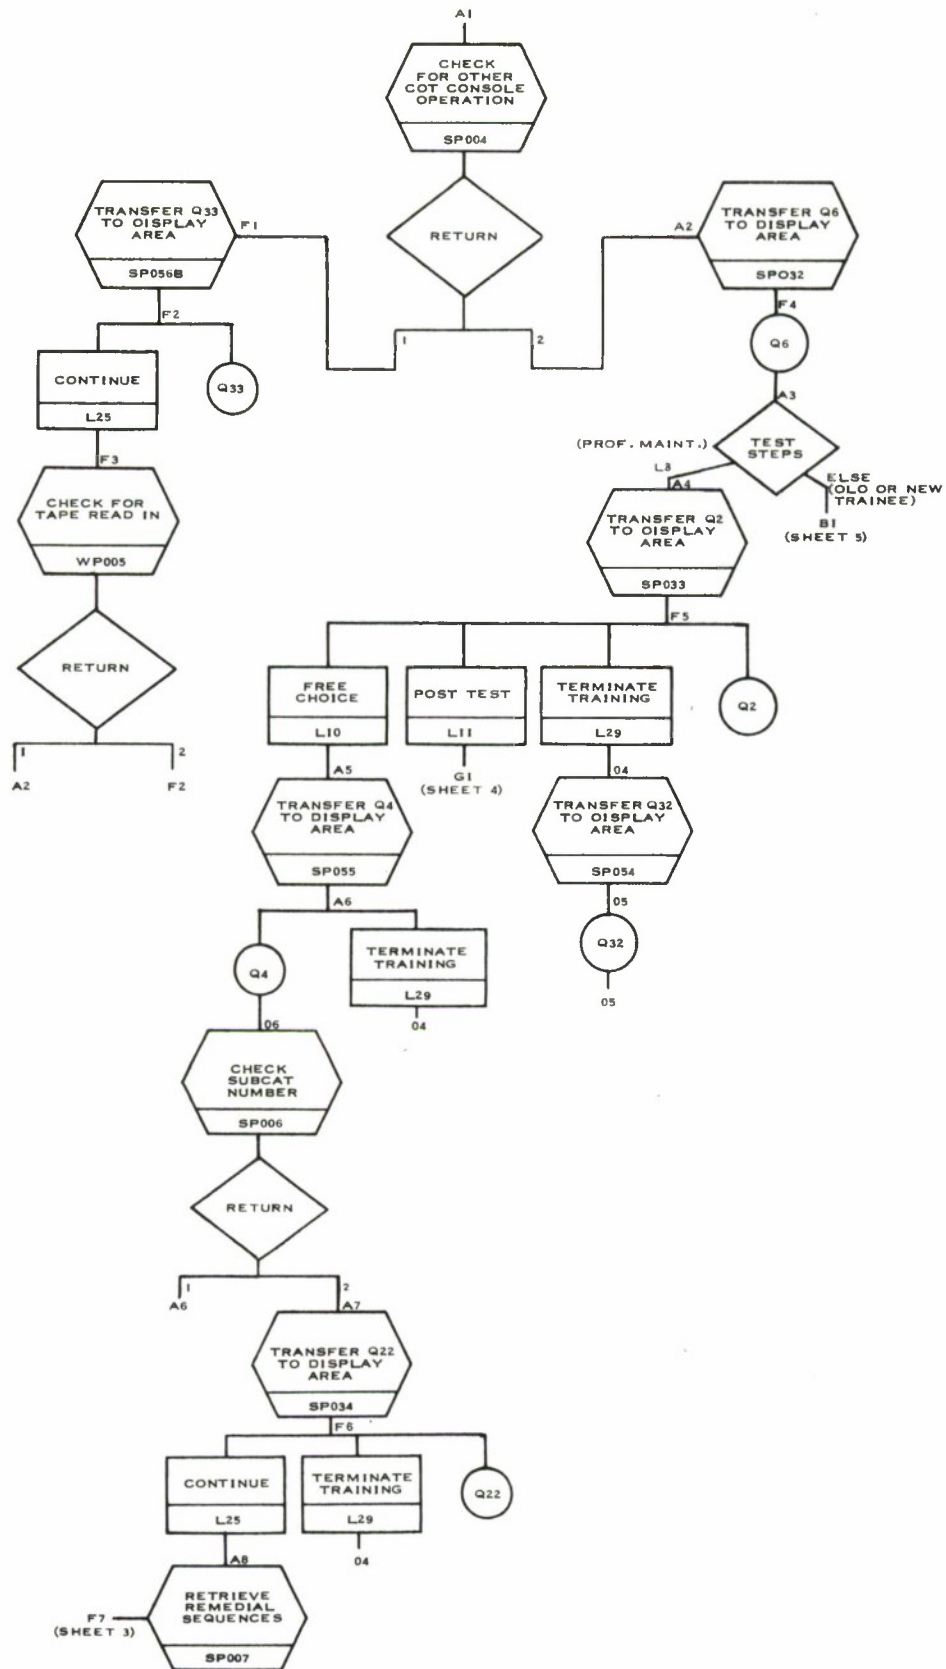 A1
CHECK
FOR OTHER
COT CONSOLE
OPERATION
SP004
RETURN
1
2
F1
TRANSFER Q33
TO DISPLAY
AREA
SP056B
F2
CONTINUE
L25
Q33
F3
CHECK FOR
TAPE READ IN
WP005
RETURN
1
A2
2
F2
A2
TRANSFER Q6
TO DISPLAY
AREA
SPO32
F4
Q6
A3
TEST
STEPS
(PROF. MAINT.)
L3
A4
ELSE
(OLO OR NEW
TRAINEE)
B1
(SHEET 5)
TRANSFER Q2
TO DISPLAY
AREA
SP033
F5
FREE
CHOICE
L10
POST TEST
L11
TERMINATE
TRAINING
L29
Q2
A5
G1
(SHEET 4)
04
TRANSFER Q4
TO DISPLAY
AREA
SP055
TRANSFER Q32
TO DISPLAY
AREA
SP054
A6
05
Q4
TERMINATE
TRAINING
L29
04
Q32
05
06
CHECK
SUBCAT
NUMBER
SP006
RETURN
1
A6
2
A7
TRANSFER Q22
TO DISPLAY
AREA
SP034
F6
CONTINUE
L25
TERMINATE
TRAINING
L29
Q22
A8
04
RETRIEVE
REMEDIAL
SEQUENCES
SP007
F7
(SHEET 3)